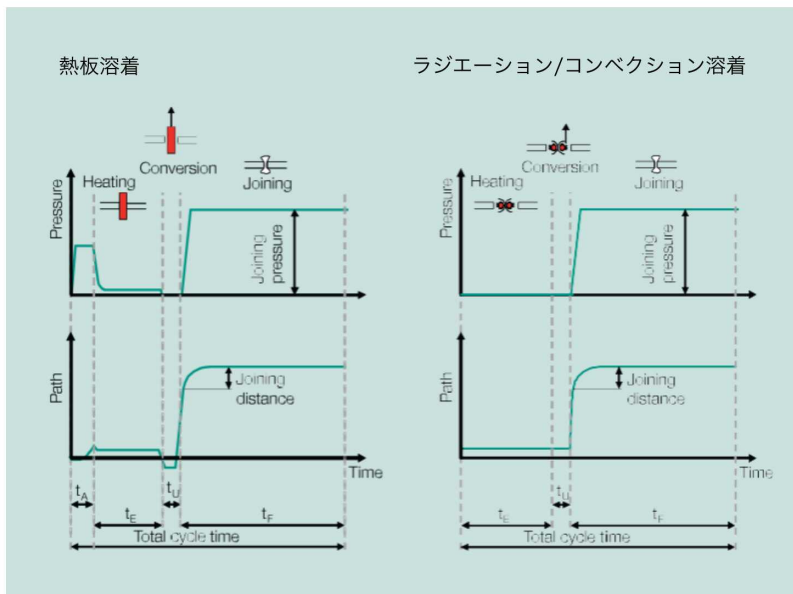 熱板溶着
Conversion
Heating
Joining
Pressure
Joining
pressure
Path
Joining
distance
Time
tA
tU
tE
tF
Total cycle time
ラジエーション/コンベクション溶着
Conversion
Heating
Joining
Pressure
Joining
pressure
Path
Joining
distance
Time
tU
tE
tF
Total cycle time